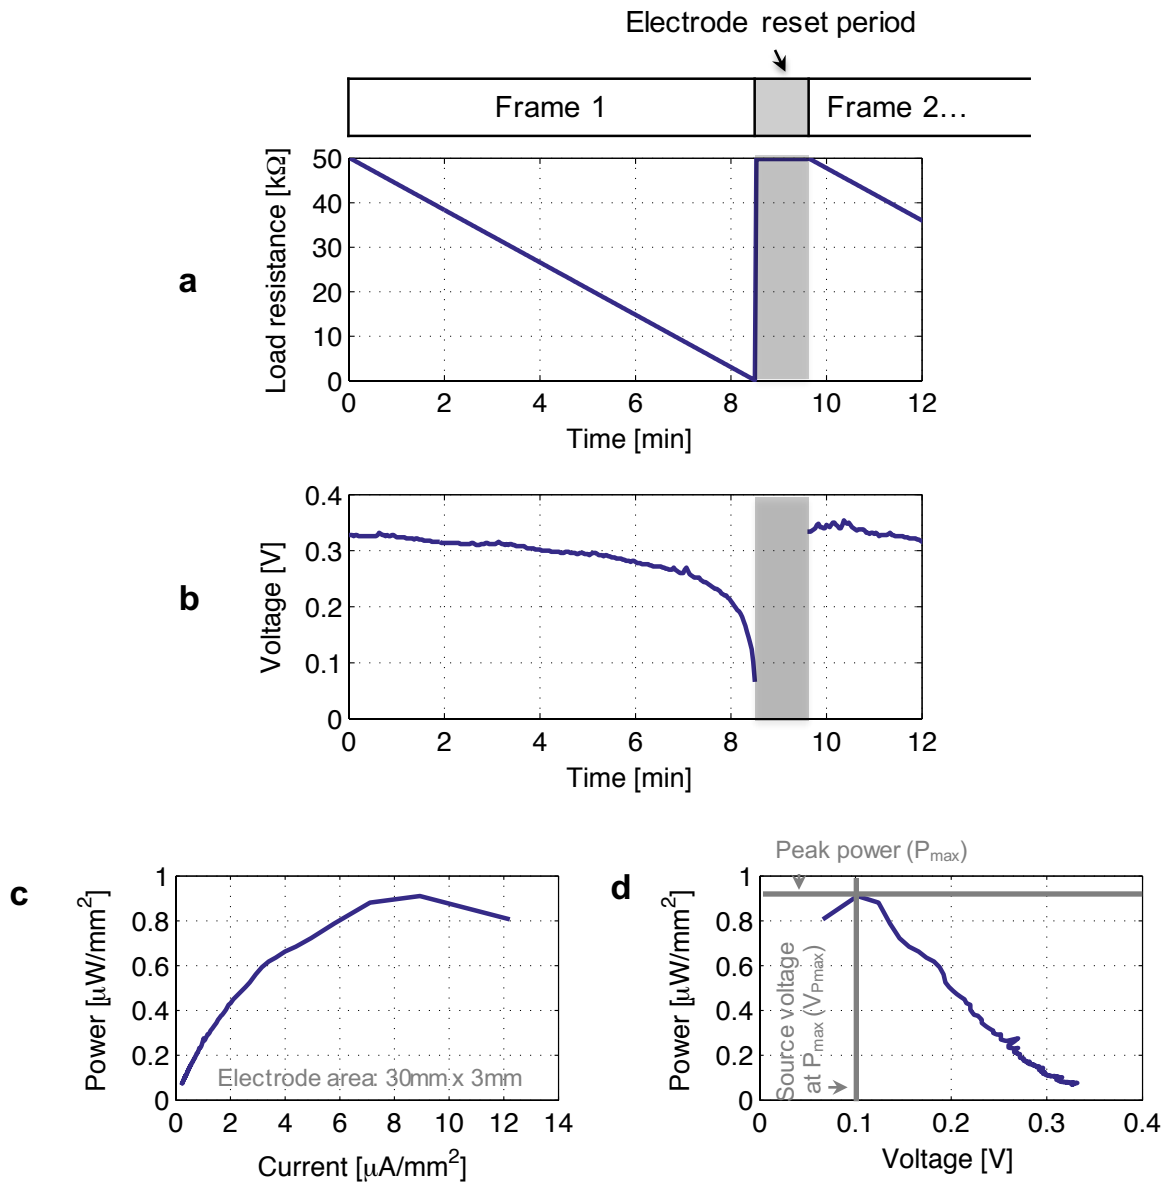 Electrode reset period
Frame 1
Frame 2…
a
Load resistance [kΩ]
50
40
30
20
10
0
0 2 4 6 8 10 12
Time [min]
b
Voltage [V]
0.4
0.3
0.2
0.1
0
0 2 4 6 8 10 12
Time [min]
c
Power [μW/mm²]
1
0.8
0.6
0.4
0.2
0
Electrode area: 30mm x 3mm
0 2 4 6 8 10 12 14
Current [μA/mm²]
d
Peak power (Pmax)
Power [μW/mm²]
1
0.8
0.6
0.4
0.2
0
Source voltage
at Pmax (VPmax)
0 0.1 0.2 0.3 0.4
Voltage [V]